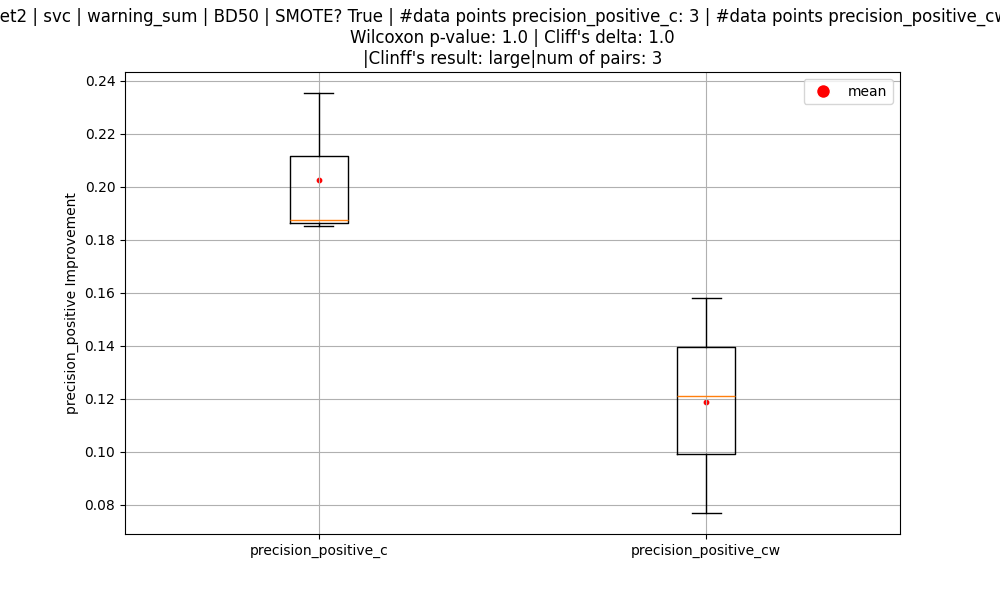 et2 | svc | warning_sum | BD50 | SMOTE? True | #data points precision_positive_c: 3 | #data points precision_positive_cw
Wilcoxon p-value: 1.0 | Cliff's delta: 1.0
|Clinff's result: large|num of pairs: 3
mean
0.24
0.22
0.20
0.18
0.16
0.14
0.12
0.10
0.08
precision_positive Improvement
precision_positive_c
precision_positive_cw